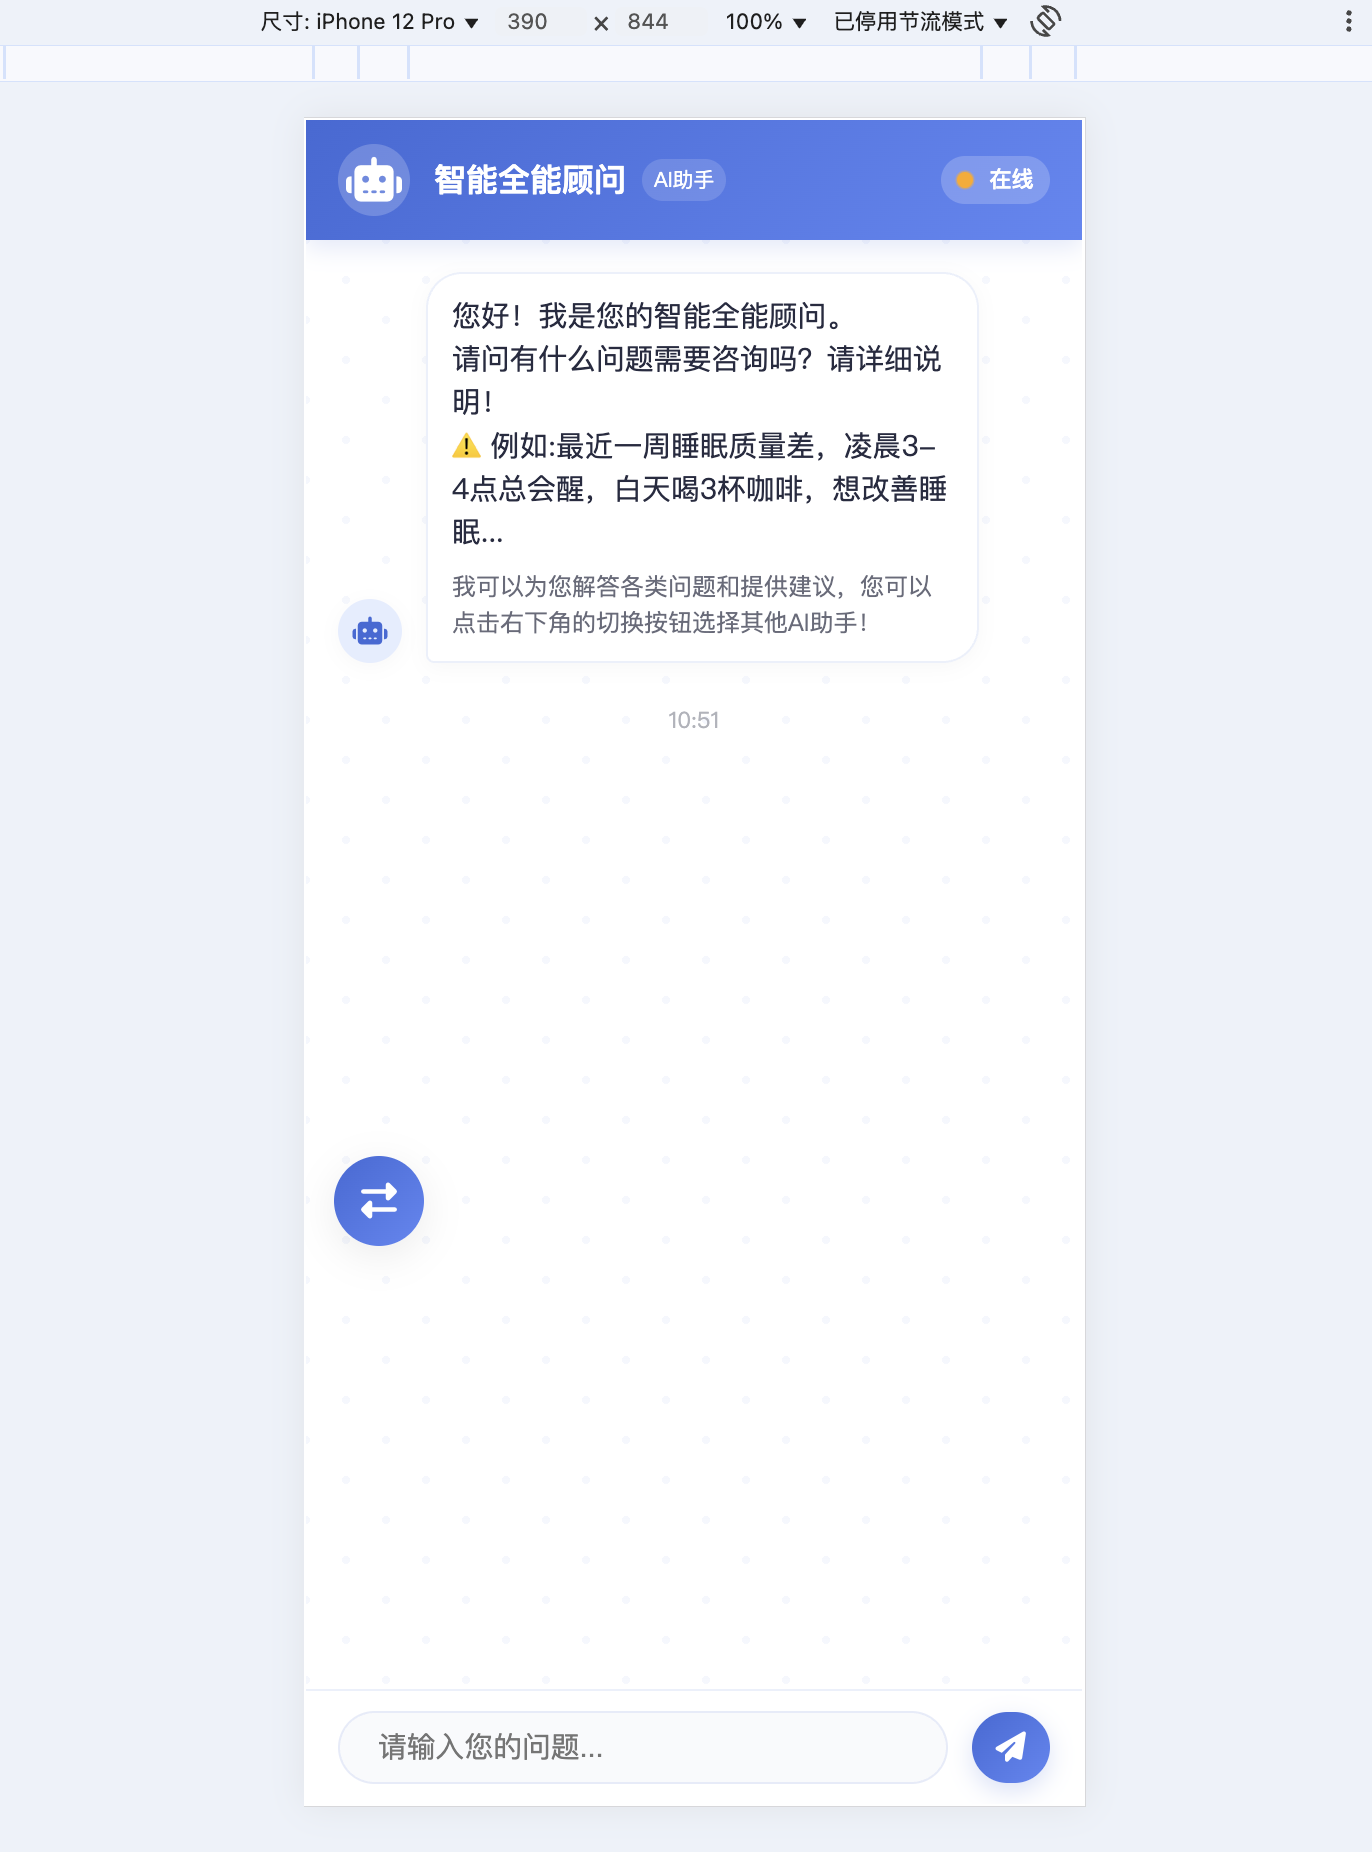 尺寸: iPhone 12 Pro ▼ 390 × 844 100% ▼ 已停用节流模式 ▼
智能全能顾问 AI助手 在线
您好！我是您的智能全能顾问。
请问有什么问题需要咨询吗？请详细说
明！
⚠️ 例如:最近一周睡眠质量差，凌晨3-
4点总会醒，白天喝3杯咖啡，想改善睡
眠...
我可以为您解答各类问题和提供建议，您可以
点击右下角的切换按钮选择其他AI助手！
10:51
请输入您的问题...